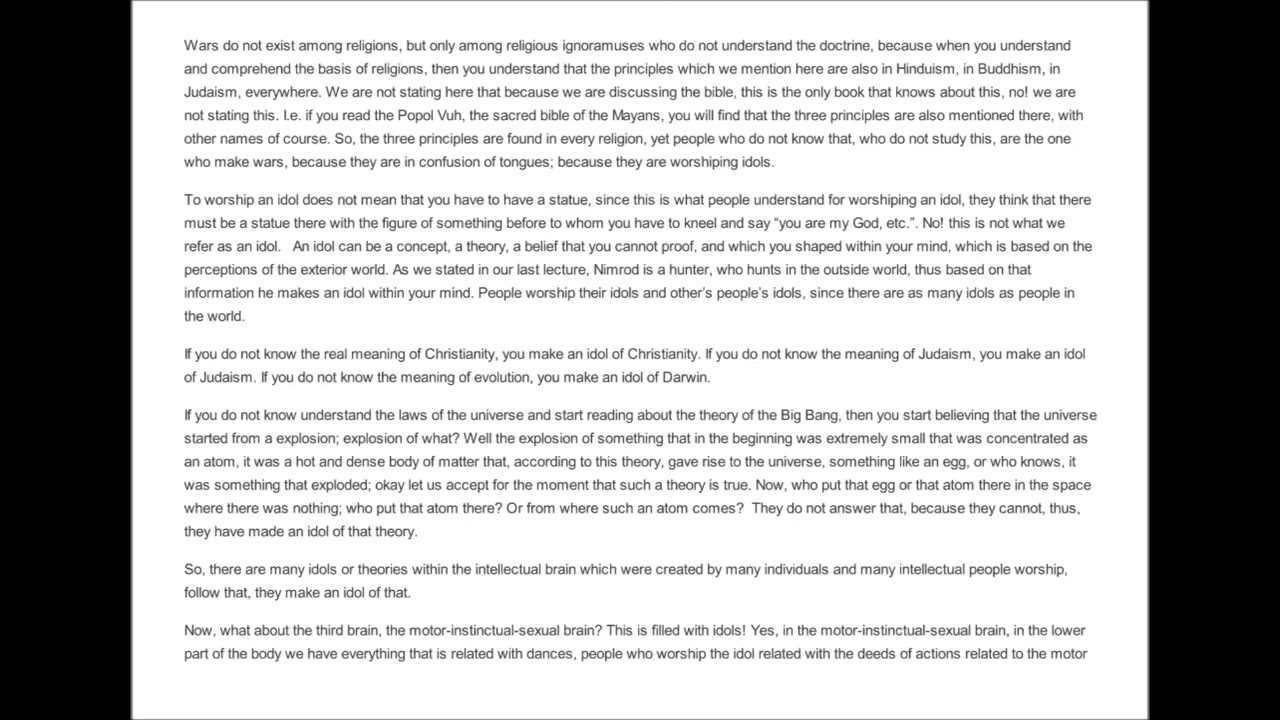 Wars do not exist among religions, but only among religious ignoramuses who do not understand the doctrine, because when you understand
and comprehend the basis of religions, then you understand that the principles which we mention here are also in Hinduism, in Buddhism, in
Judaism, everywhere. We are not stating here that because we are discussing the bible, this is the only book that knows about this, no! we are
not stating this. I.e. if you read the Popol Vuh, the sacred bible of the Mayans, you will find that the three principles are also mentioned there, with
other names of course. So, the three principles are found in every religion, yet people who do not know that, who do not study this, are the one
who make wars, because they are in confusion of tongues; because they are worshiping idols.
To worship an idol does not mean that you have to have a statue, since this is what people understand for worshiping an idol, they think that there
must be a statue there with the figure of something before to whom you have to kneel and say “you are my God, etc.”. No! this is not what we
refer as an idol.   An idol can be a concept, a theory, a belief that you cannot proof, and which you shaped within your mind, which is based on the
perceptions of the exterior world. As we stated in our last lecture, Nimrod is a hunter, who hunts in the outside world, thus based on that
information he makes an idol within your mind. People worship their idols and other’s people’s idols, since there are as many idols as people in
the world.
If you do not know the real meaning of Christianity, you make an idol of Christianity. If you do not know the meaning of Judaism, you make an idol
of Judaism. If you do not know the meaning of evolution, you make an idol of Darwin.
If you do not know understand the laws of the universe and start reading about the theory of the Big Bang, then you start believing that the universe
started from a explosion; explosion of what? Well the explosion of something that in the beginning was extremely small that was concentrated as
an atom, it was a hot and dense body of matter that, according to this theory, gave rise to the universe, something like an egg, or who knows, it
was something that exploded; okay let us accept for the moment that such a theory is true. Now, who put that egg or that atom there in the space
where there was nothing; who put that atom there? Or from where such an atom comes?  They do not answer that, because they cannot, thus,
they have made an idol of that theory.
So, there are many idols or theories within the intellectual brain which were created by many individuals and many intellectual people worship,
follow that, they make an idol of that.
Now, what about the third brain, the motor-instinctual-sexual brain? This is filled with idols! Yes, in the motor-instinctual-sexual brain, in the lower
part of the body we have everything that is related with dances, people who worship the idol related with the deeds of actions related to the motor